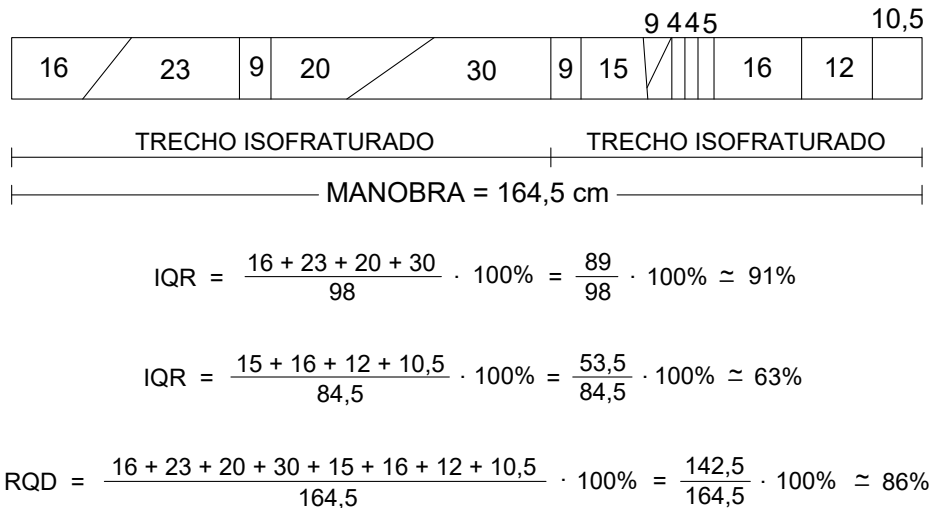 9 4 4 5 10,5
16 23 9 20 30 9 15 16 12
TRECHO ISOFRATURADO TRECHO ISOFRATURADO
MANOBRA = 164,5 cm
IQR = 16 + 23 + 20 + 30 / 98 · 100% = 89 / 98 · 100% ≃ 91%
IQR = 15 + 16 + 12 + 10,5 / 84,5 · 100% = 53,5 / 84,5 · 100% ≃ 63%
RQD = 16 + 23 + 20 + 30 + 15 + 16 + 12 + 10,5 / 164,5 · 100% = 142,5 / 164,5 · 100% ≃ 86%